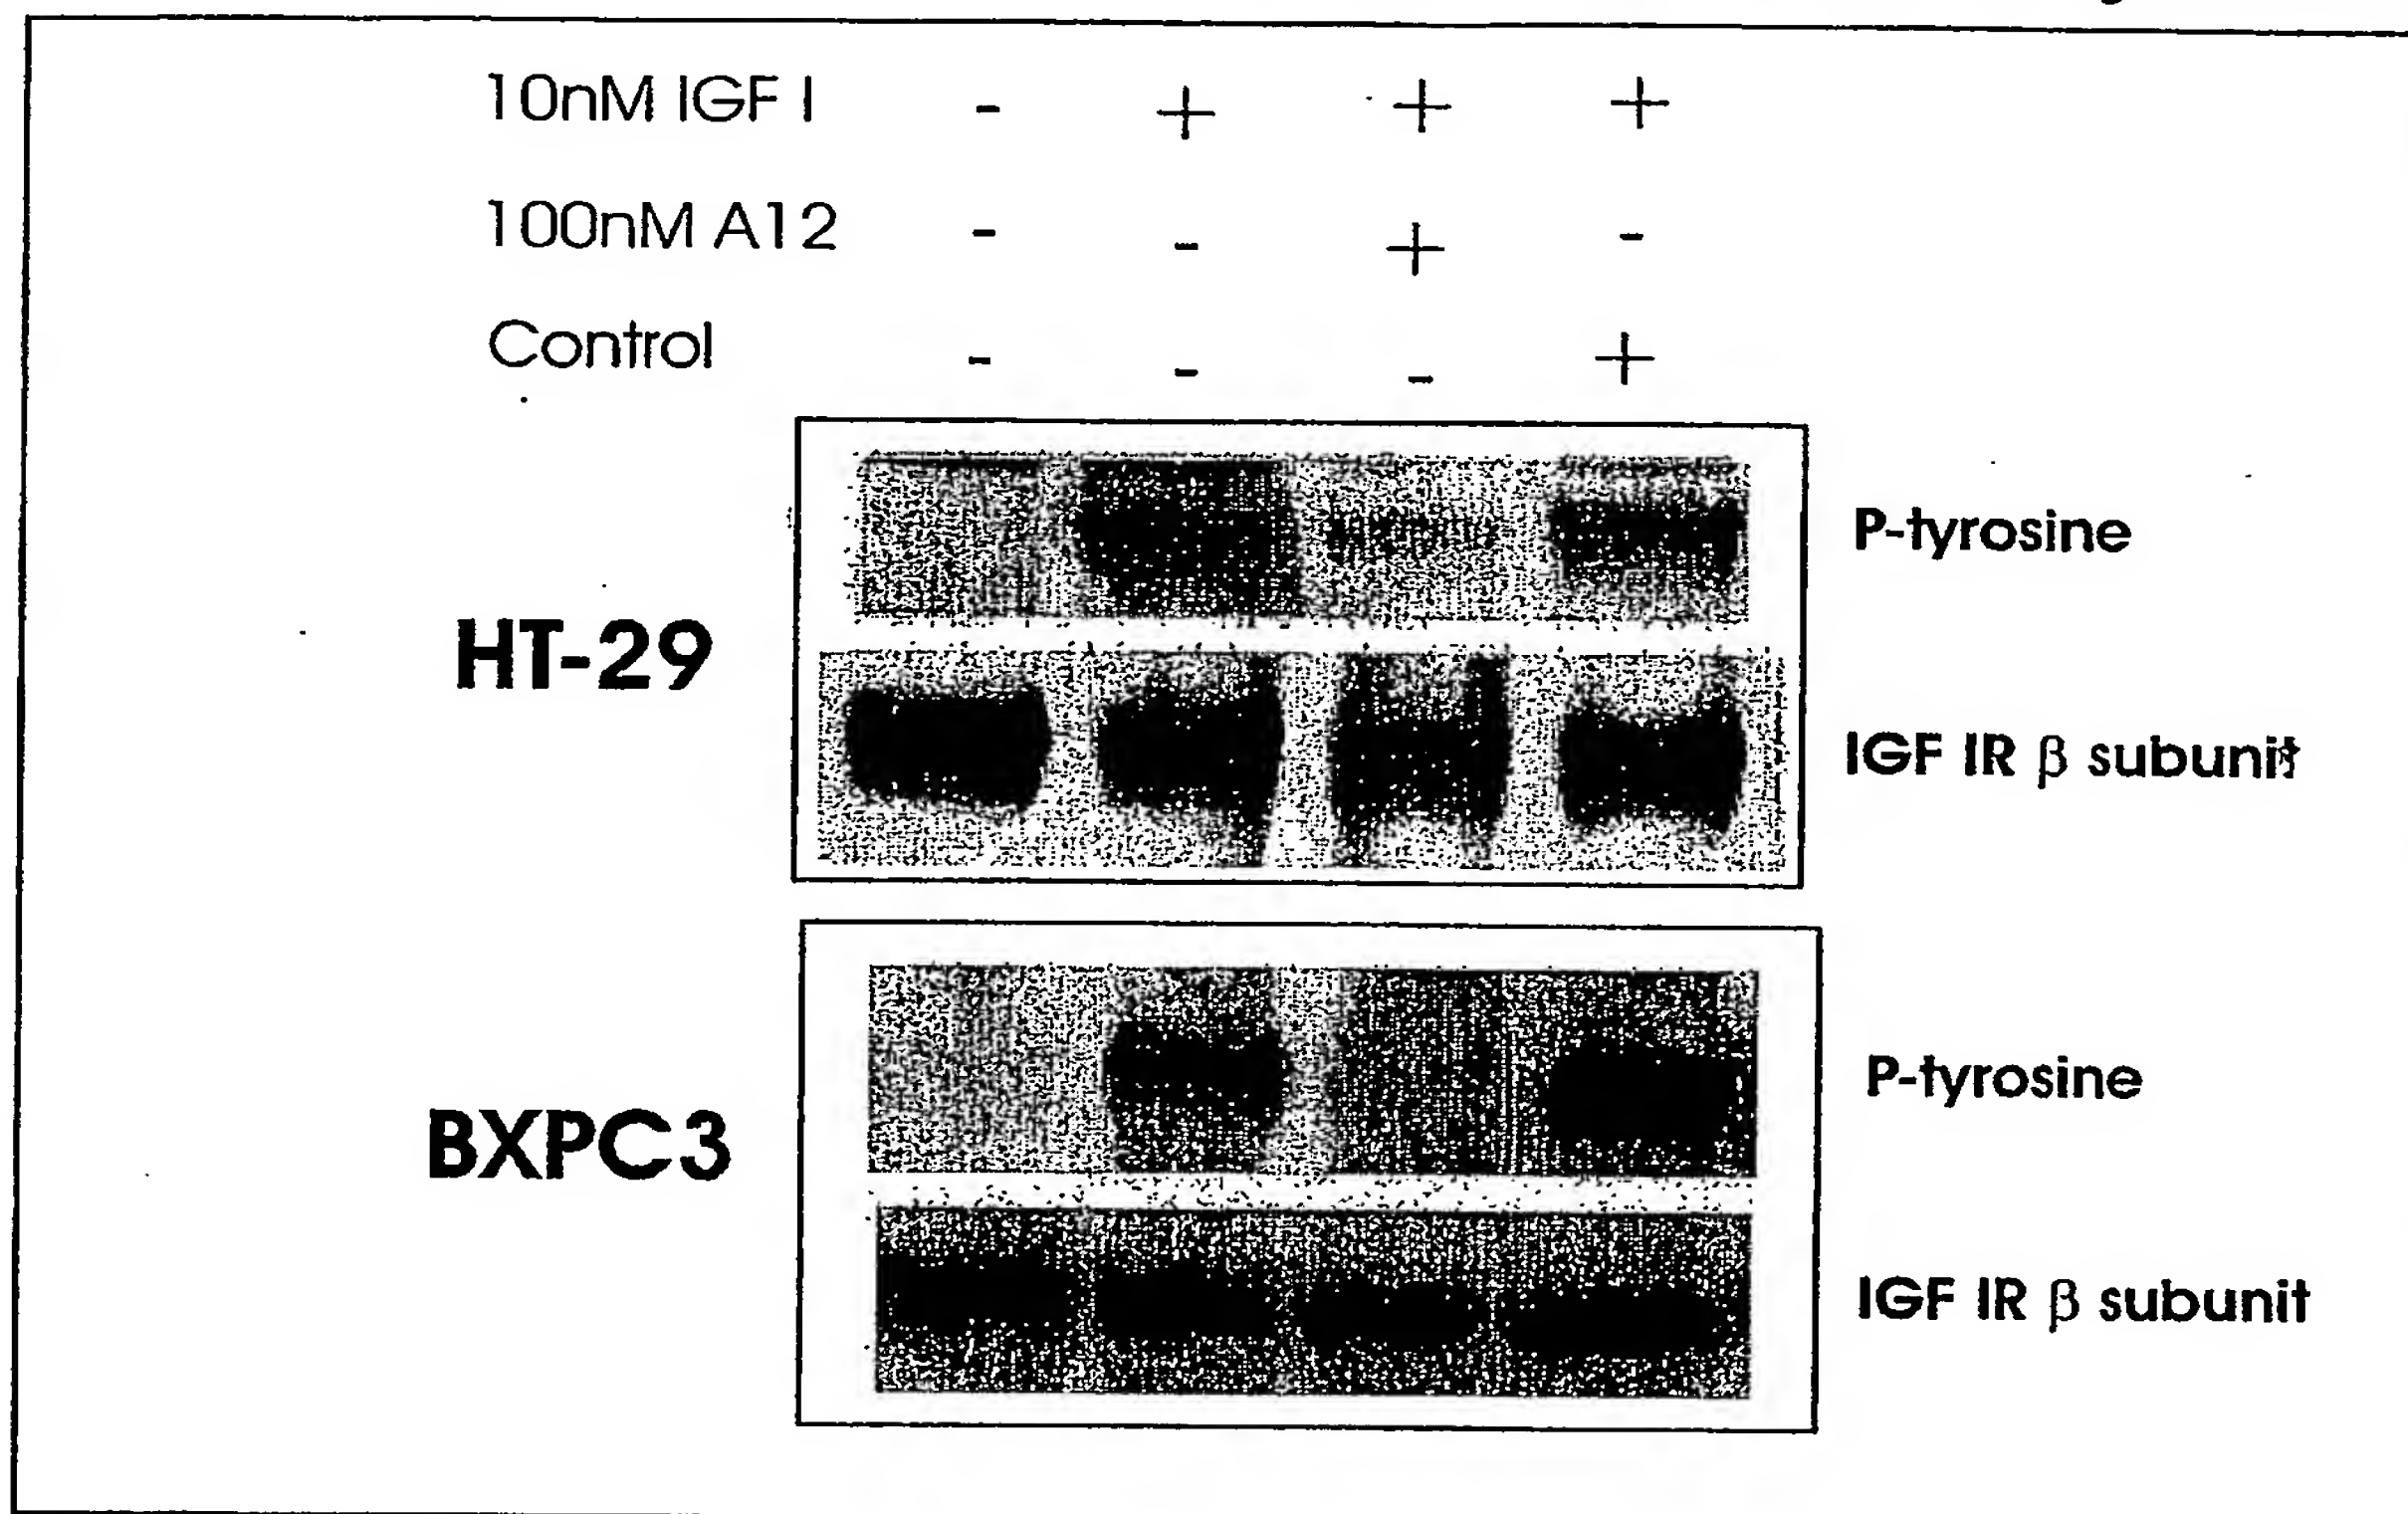 10nM IGF I - + + +
100nM A12 - - + -
Control - - - +
P-tyrosine
HT-29
IGF IR β subunit
P-tyrosine
BXPC3
IGF IR β subunit